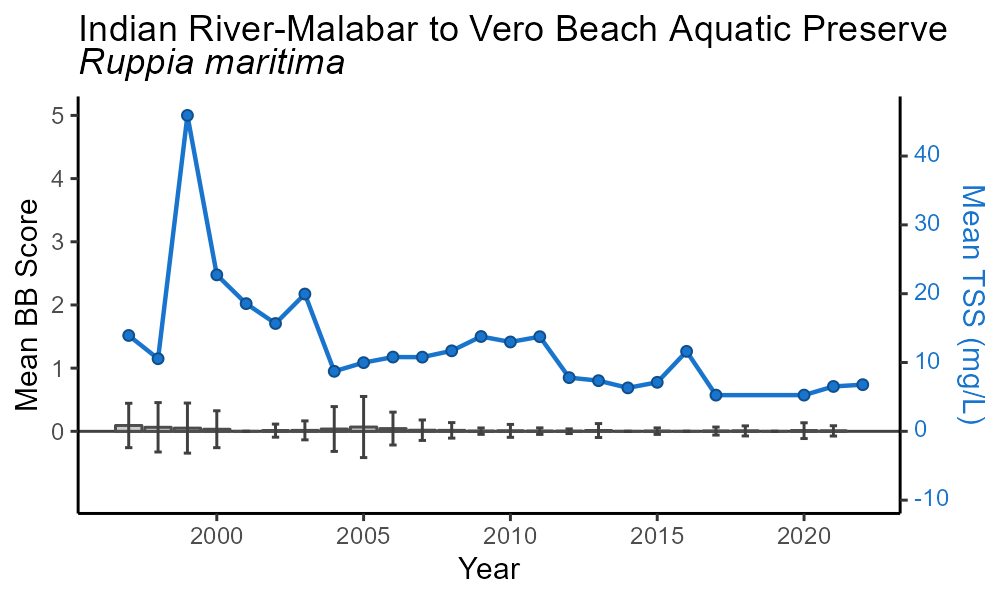 Indian River-Malabar to Vero Beach Aquatic Preserve
Ruppia maritima
5
4
3
2
1
0
Mean BB Score
40
30
20
10
0
-10
Mean TSS (mg/L)
2000 2005 2010 2015 2020
Year